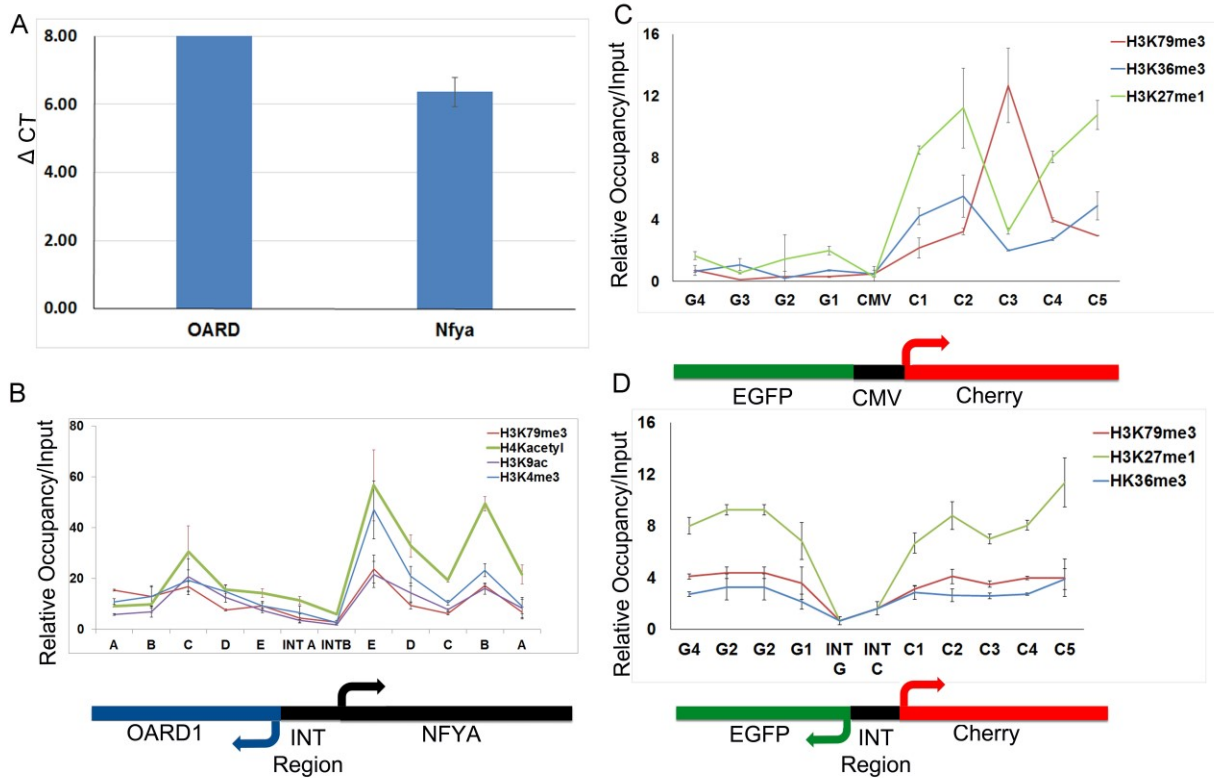 A
8.00
6.00
4.00
2.00
0.00
Δ CT
OARD Nfya
B
80
60
40
20
0
Relative Occupancy/Input
H3K79me3
H4Kacetyl
H3K9ac
H3K4me3
A B C D E INT A INTB E D C B A
OARD1 INT NFYA
Region
C
16
12
8
4
0
Relative Occupancy/Input
H3K79me3
H3K36me3
H3K27me1
G4 G3 G2 G1 CMV C1 C2 C3 C4 C5
EGFP CMV Cherry
D
16
12
8
4
0
Relative Occupancy/Input
H3K79me3
H3K27me1
HK36me3
G4 G2 G2 G1 INT INT C1 C2 C3 C4 C5
G C
EGFP INT Cherry
Region